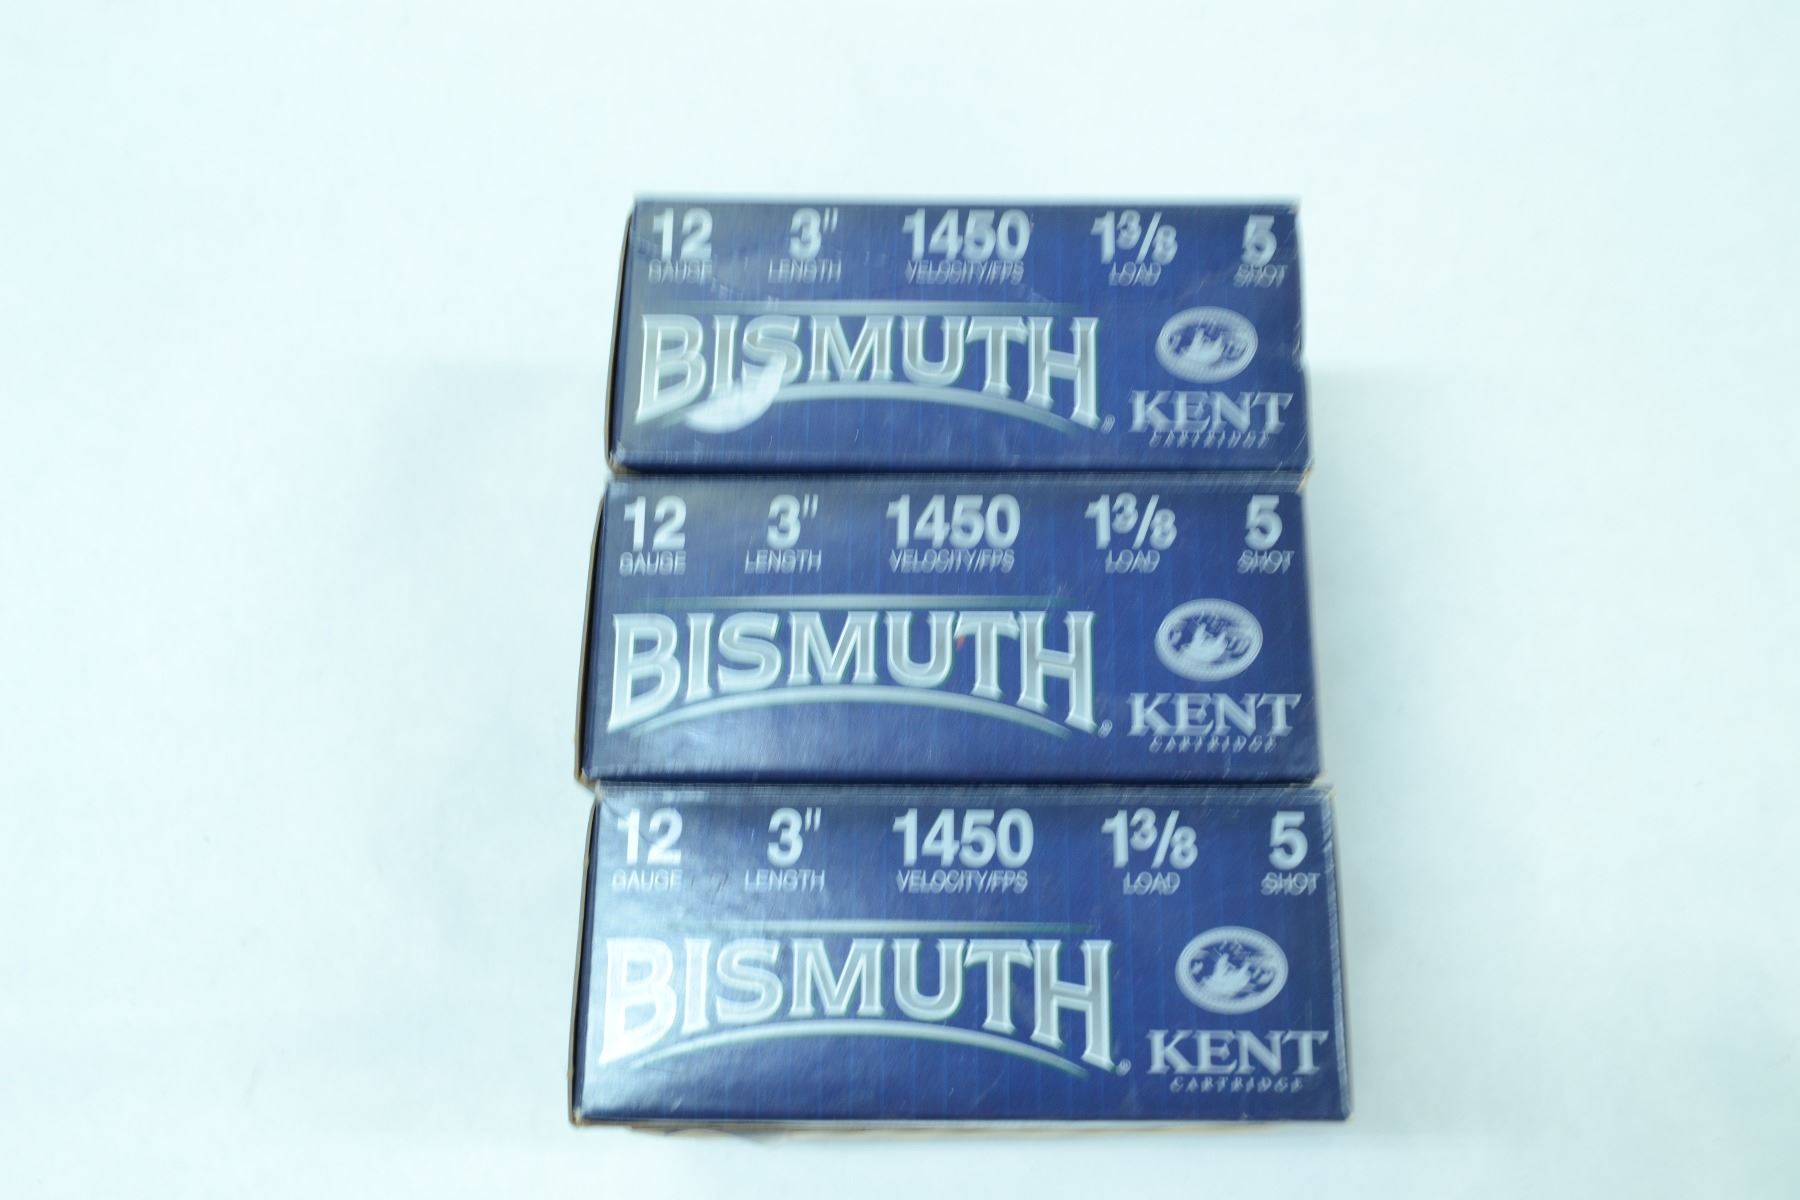 12 3" 1450 1 3/8 5
GAUGE LENGTH VELOCITY/FPS LOAD SHOT
BISMUTH®
KENT
CARTRIDGE
12 3" 1450 1 3/8 5
GAUGE LENGTH VELOCITY/FPS LOAD SHOT
BISMUTH®
KENT
CARTRIDGE
12 3" 1450 1 3/8 5
GAUGE LENGTH VELOCITY/FPS LOAD SHOT
BISMUTH®
KENT
CARTRIDGE